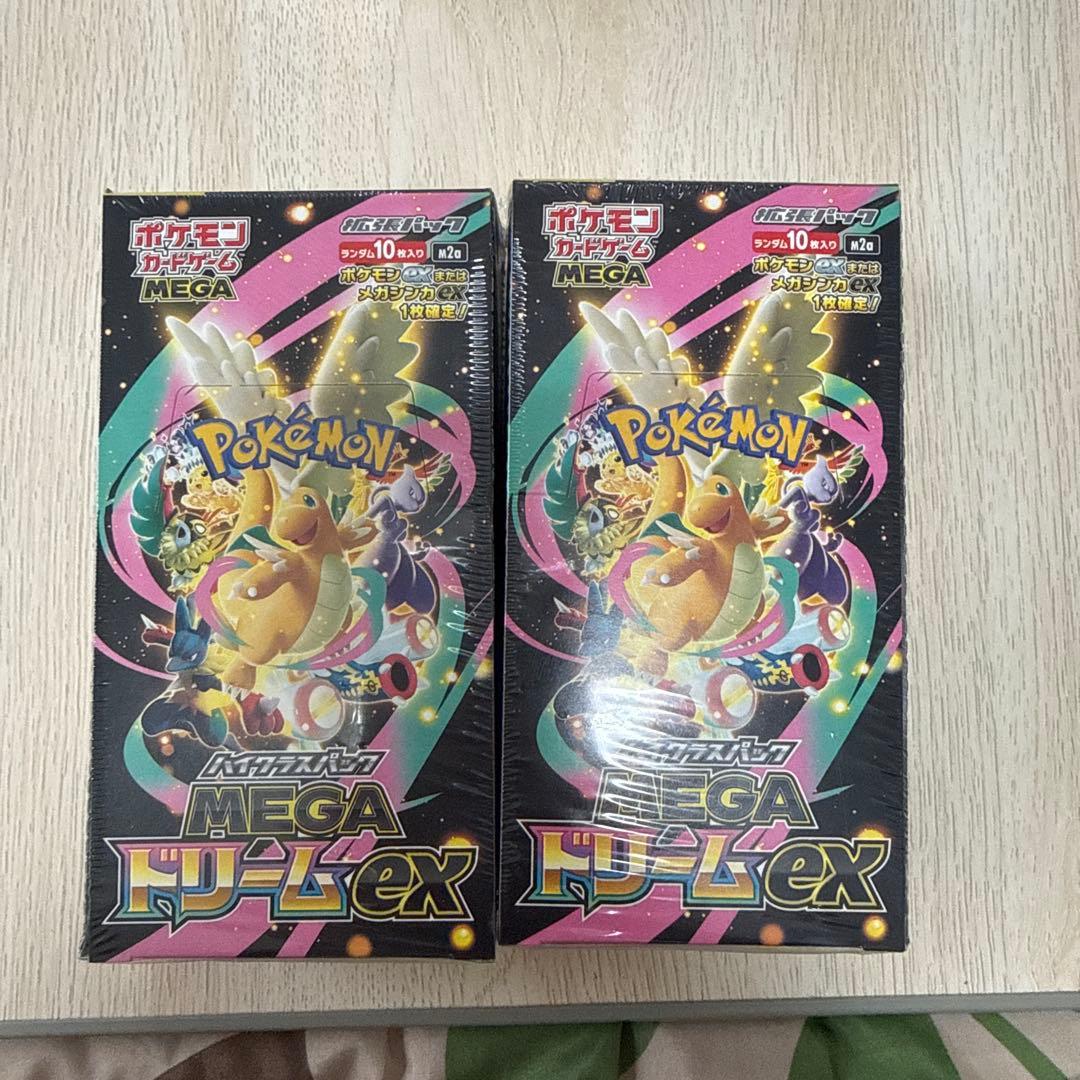 ポケモン
カードゲーム
MEGA
拡張パック
ランダム10枚入り M2a
ポケモンexまたは
メガシンカex
1枚確定!
POKÉMON
ハイクラスパック
MEGA
ドリームex
ポケモン
カードゲーム
MEGA
拡張パック
ランダム10枚入り M2a
ポケモンexまたは
メガシンカex
1枚確定!
POKÉMON
TM
ハイクラスパック
MEGA
ドリームex